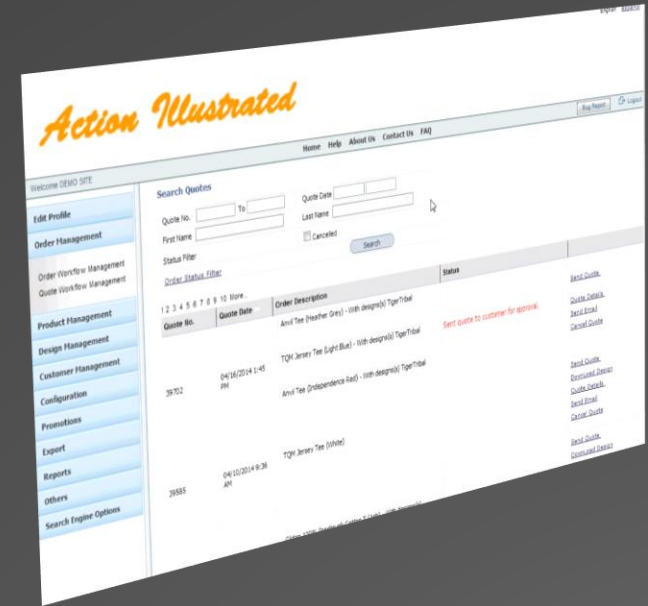 English
Action Illustrated
Bug Report Logout
Home Help About Us Contact Us FAQ
Welcome DEMO SITE
Edit Profile
Order Management
Order Workflow Management
Quote Workflow Management
Product Management
Design Management
Customer Management
Configuration
Promotions
Export
Reports
Others
Search Engine Options
Search Quotes
Quote No. To Quote Date
First Name Last Name
Status Filter Cancelled
Search
Order Status Filter
1 2 3 4 5 6 7 8 9 10 More..
Quote No. Quote Date Order Description Status
Anvil Tee (Heather Grey) - With designs(s) TigerTribal
TQM Jersey Tee (Light Blue) - With designs(s) TigerTribal
Anvil Tee (Independence Red) - With designs(s) TigerTribal
39702 04/16/2014 1:45
PM
Sent quote to customer for approval.
Send Quote
Quote Details
Send Email
Cancel Quote
TQM Jersey Tee (White)
39585 04/10/2014 9:36
AM
Send Quote
Download Design
Quote Details
Send Email
Cancel Quote
Send Quote
Download Design